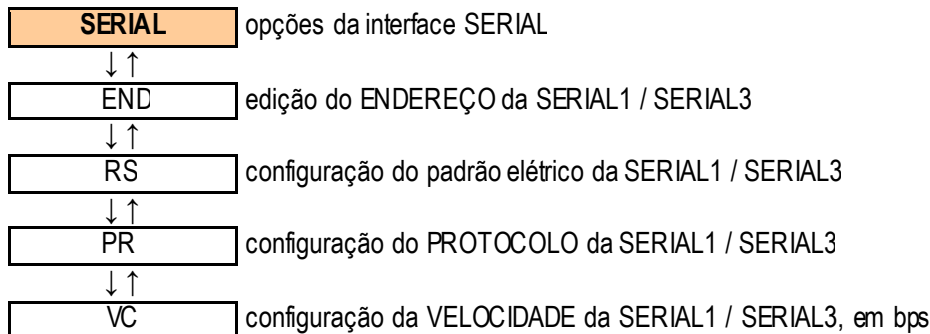 SERIAL opções da interface SERIAL
↓ ↑
END edição do ENDEREÇO da SERIAL1 / SERIAL3
↓ ↑
RS configuração do padrão elétrico da SERIAL1 / SERIAL3
↓ ↑
PR configuração do PROTOCOLO da SERIAL1 / SERIAL3
↓ ↑
VC configuração da VELOCIDADE da SERIAL1 / SERIAL3, em bps